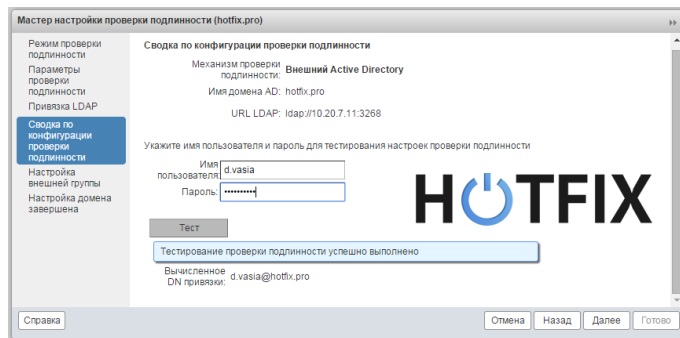 Мастер настройки проверки подлинности (hotfix.pro)
Режим проверки
подлинности
Параметры
проверки
подлинности
Привязка LDAP
Сводка по
конфигурации
проверки
подлинности
Настройка
внешней группы
Настройка домена
завершена
Сводка по конфигурации проверки подлинности
Механизм проверки
подлинности: Внешний Active Directory
Имя домена AD: hotfix.pro
URL LDAP: ldap://10.20.7.11:3268
Укажите имя пользователя и пароль для тестирования настроек проверки подлинности
Имя
пользователя: d.vasia
Пароль: ••••••••••
HOTFIX
Тест
Тестирование проверки подлинности успешно выполнено
Вычисленное
DN привязки: d.vasia@hotfix.pro
Справка
Отмена
Назад
Далее
Готово